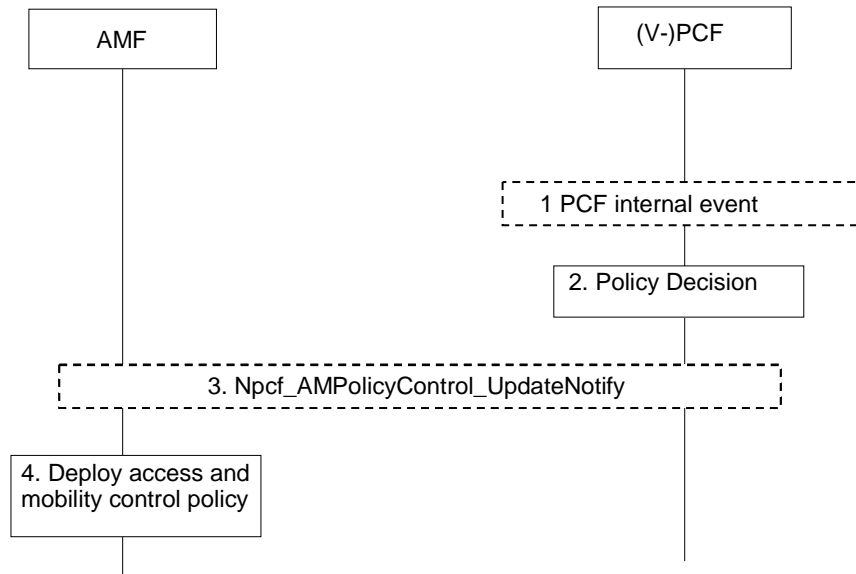 AMF
(V-)PCF
1 PCF internal event
2. Policy Decision
3. Npcf_AMPolicyControl_UpdateNotify
4. Deploy access and
mobility control policy